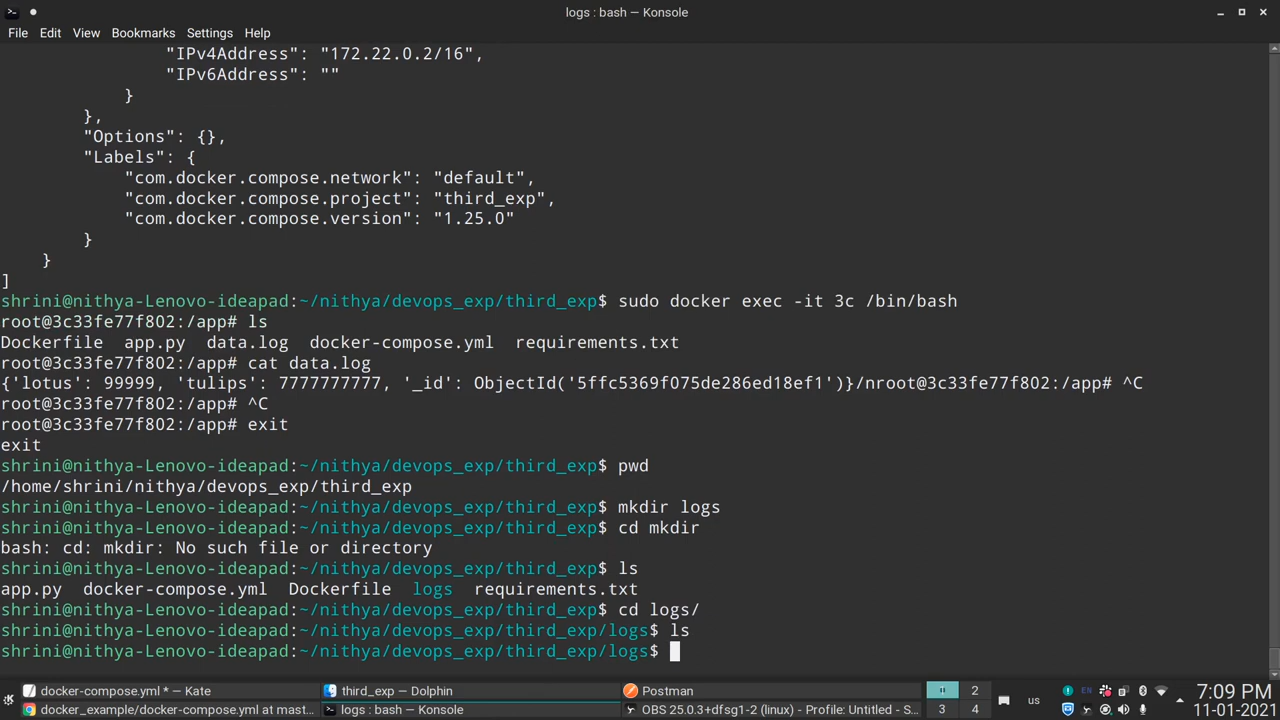 logs : bash — Konsole
File Edit View Bookmarks Settings Help
"IPv4Address": "172.22.0.2/16",
"IPv6Address": ""
}
},
"Options": {},
"Labels": {
"com.docker.compose.network": "default",
"com.docker.compose.project": "third_exp",
"com.docker.compose.version": "1.25.0"
}
}
]
shrini@nithya-Lenovo-ideapad:~/nithya/devops_exp/third_exp$ sudo docker exec -it 3c /bin/bash
root@3c33fe77f802:/app# ls
Dockerfile app.py data.log docker-compose.yml requirements.txt
root@3c33fe77f802:/app# cat data.log
{'lotus': 99999, 'tulips': 7777777777, '_id': ObjectId('5ffc5369f075de286ed18ef1')}/nroot@3c33fe77f802:/app# ^C
root@3c33fe77f802:/app# ^C
root@3c33fe77f802:/app# exit
exit
shrini@nithya-Lenovo-ideapad:~/nithya/devops_exp/third_exp$ pwd
/home/shrini/nithya/devops_exp/third_exp
shrini@nithya-Lenovo-ideapad:~/nithya/devops_exp/third_exp$ mkdir logs
shrini@nithya-Lenovo-ideapad:~/nithya/devops_exp/third_exp$ cd mkdir
bash: cd: mkdir: No such file or directory
shrini@nithya-Lenovo-ideapad:~/nithya/devops_exp/third_exp$ ls
app.py docker-compose.yml Dockerfile logs requirements.txt
shrini@nithya-Lenovo-ideapad:~/nithya/devops_exp/third_exp$ cd logs/
shrini@nithya-Lenovo-ideapad:~/nithya/devops_exp/third_exp/logs$ ls
shrini@nithya-Lenovo-ideapad:~/nithya/devops_exp/third_exp/logs$
docker-compose.yml * — Kate third_exp — Dolphin Postman 2 EN 7:09 PM
docker_example/docker-compose.yml at mast... logs : bash — Konsole OBS 25.0.3+dfsg1-2 (linux) - Profile: Untitled - S... 3 4 us 11-01-2021